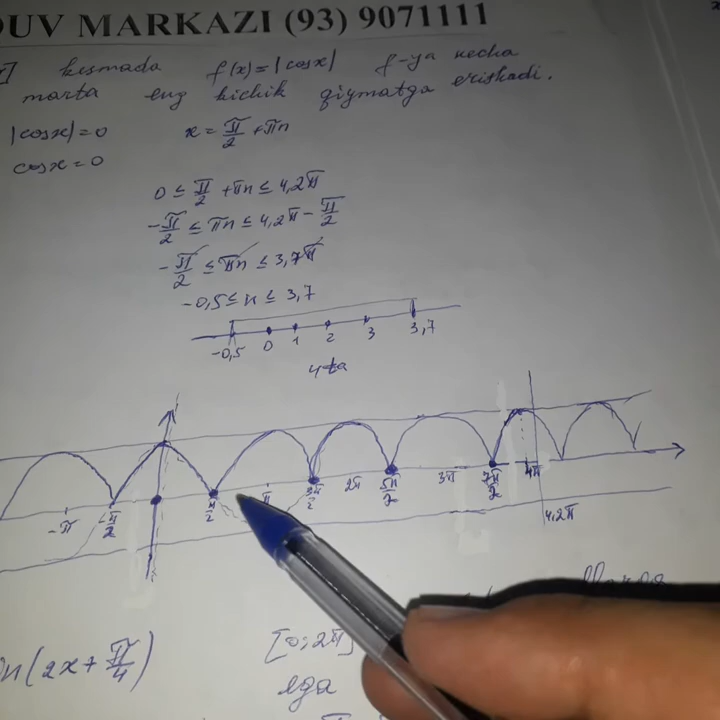 OUV MARKAZI (93) 9071111
] kesmada f(x)=|cosx| f-ya necha
marta eng kichik qiymatga erishadi.
|cosx|=0 x=π/2+πn
cosx=0
0≤π/2+πn≤4,2π
-π/2≤πn≤4,2π-π/2
-π/2≤πn≤3,7π
-0,5≤n≤3,7
-0,5 0 1 2 3 3,7
4ta
-π -π/2 π/2 π 3π/2 2π 5π/2 3π 7π/2 4π
4,2π
n(2x+π/4) [0;2π]